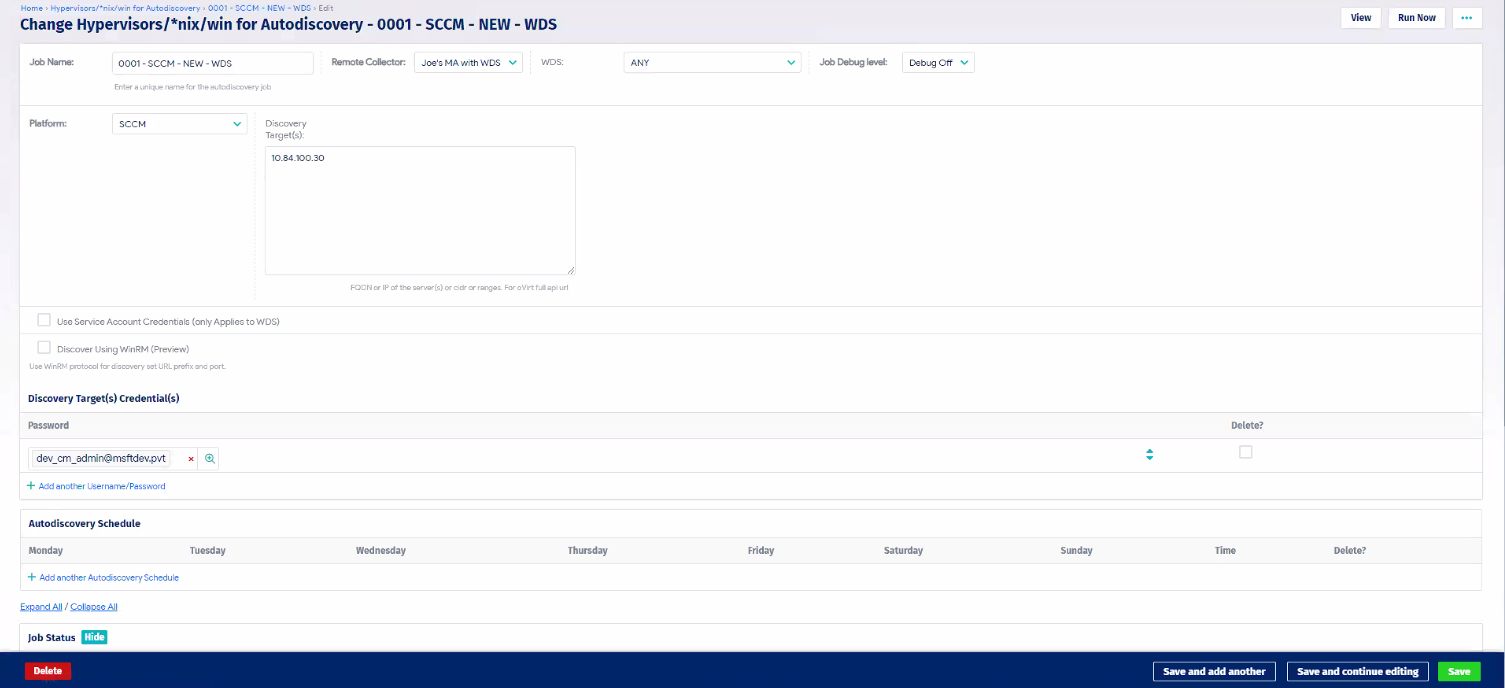 Home › Hypervisors/*nix/win for Autodiscovery › 0001 - SCCM - NEW - WDS › Edit
Change Hypervisors/*nix/win for Autodiscovery - 0001 - SCCM - NEW - WDS
View
Run Now
•••
Job Name:
0001 - SCCM - NEW - WDS
Remote Collector:
Joe's MA with WDS
WDS:
ANY
Job Debug level:
Debug Off
Enter a unique name for the autodiscovery job
Platform:
SCCM
Discovery
Target(s):
10.84.100.30
FQDN or IP of the server(s) or cidr or ranges. For oVirt full api url
Use Service Account Credentials (only Applies to WDS)
Discover Using WinRM (Preview)
Use WinRM protocol for discovery set URL prefix and port.
Discovery Target(s) Credential(s)
Password
Delete?
dev_cm_admin@msftdev.pvt
×
+ Add another Username/Password
Autodiscovery Schedule
Monday
Tuesday
Wednesday
Thursday
Friday
Saturday
Sunday
Time
Delete?
+ Add another Autodiscovery Schedule
Expand All / Collapse All
Job Status Hide
Delete
Save and add another
Save and continue editing
Save